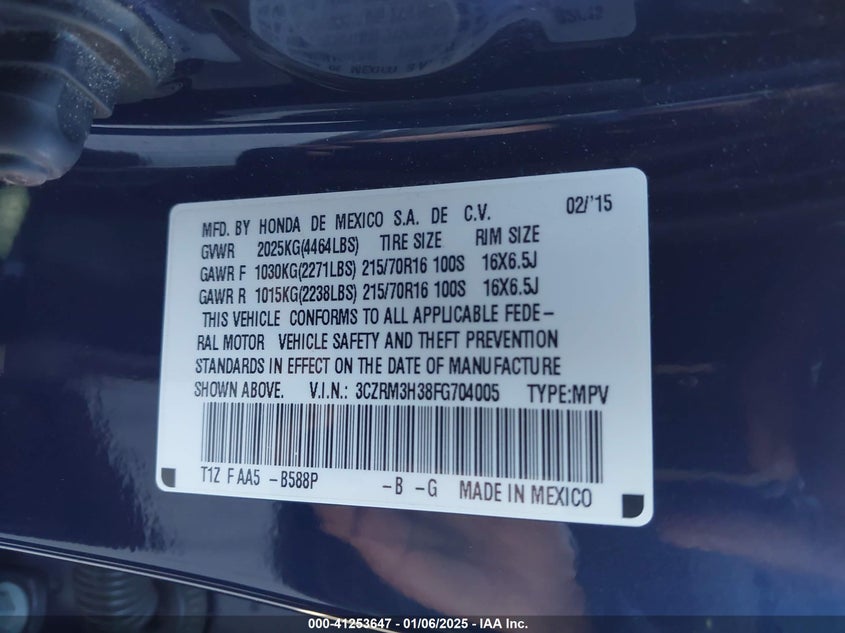 MFD. BY HONDA DE MEXICO S.A. DE C.V. 02/'15
GVWR 2025KG(4464LBS) TIRE SIZE RIM SIZE
GAWR F 1030KG(2271LBS) 215/70R16 100S 16X6.5J
GAWR R 1015KG(2238LBS) 215/70R16 100S 16X6.5J
THIS VEHICLE CONFORMS TO ALL APPLICABLE FEDE-
RAL MOTOR VEHICLE SAFETY AND THEFT PREVENTION
STANDARDS IN EFFECT ON THE DATE OF MANUFACTURE
SHOWN ABOVE. V.I.N.: 3CZRM3H38FG704005 TYPE:MPV
T1Z F AA5 -B588P -B -G MADE IN MEXICO
000-41253647 - 01/06/2025 - IAA Inc.